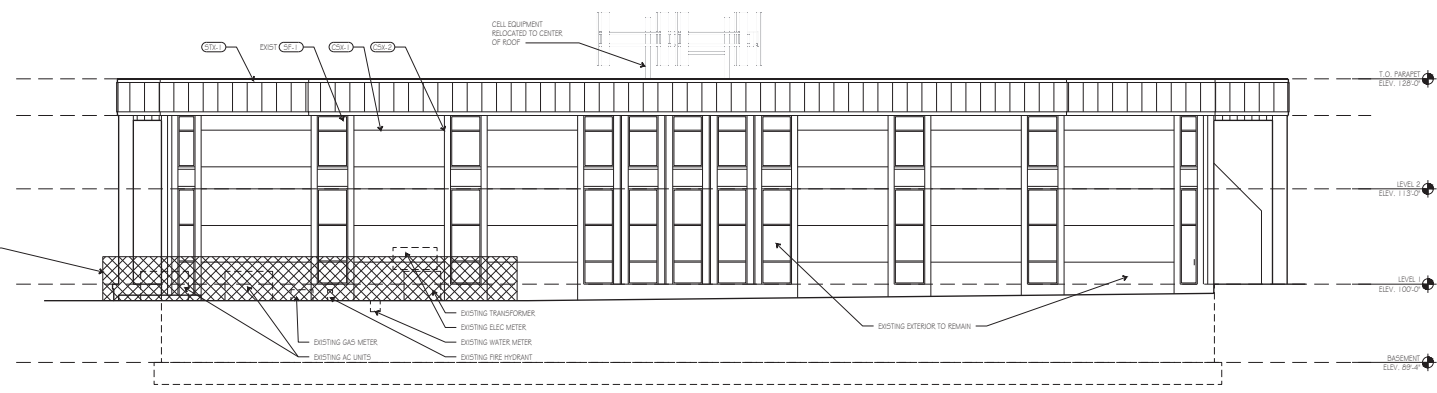 CELL EQUIPMENT
RELOCATED TO CENTER
OF ROOF
STX-1
EXIST
SF-1
CSX-1
CSX-2
T.O. PARAPET
ELEV. 128'-0"
LEVEL 2
ELEV. 113'-0"
LEVEL 1
ELEV. 100'-0"
EXISTING TRANSFORMER
EXISTING ELEC METER
EXISTING EXTERIOR TO REMAIN
EXISTING GAS METER
EXISTING WATER METER
EXISTING AC UNITS
EXISTING FIRE HYDRANT
BASEMENT
ELEV. 89'-4"